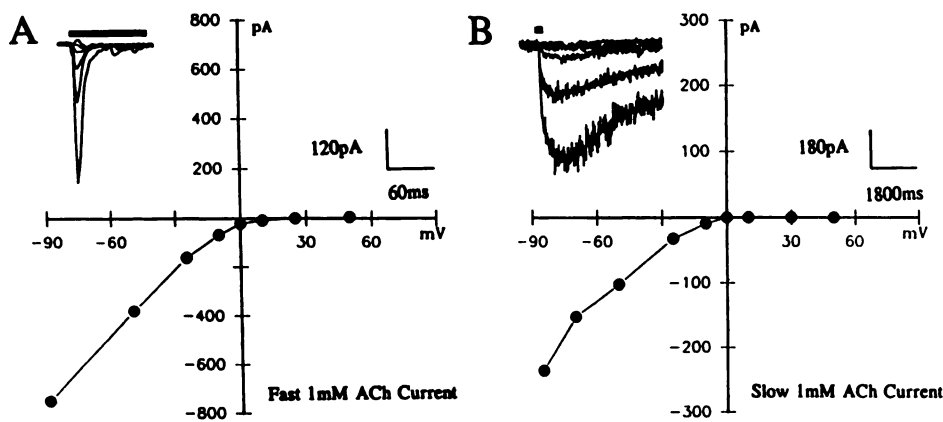 A
800
pA
600
400
200
120pA
60ms
-90
-60
30
60
mV
-400
-600
-800
Fast 1mM ACh Current
B
300
pA
200
100
180pA
1800ms
-90
-60
30
60
mV
-100
-200
-300
Slow 1mM ACh Current